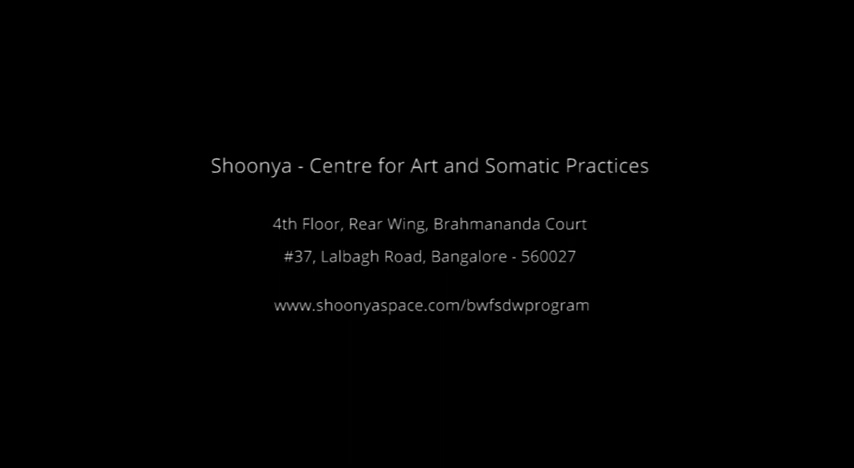 Shoonya - Centre for Art and Somatic Practices
4th Floor, Rear Wing, Brahmananda Court
#37, Lalbagh Road, Bangalore - 560027
www.shoonyaspace.com/bwfsdwprogram